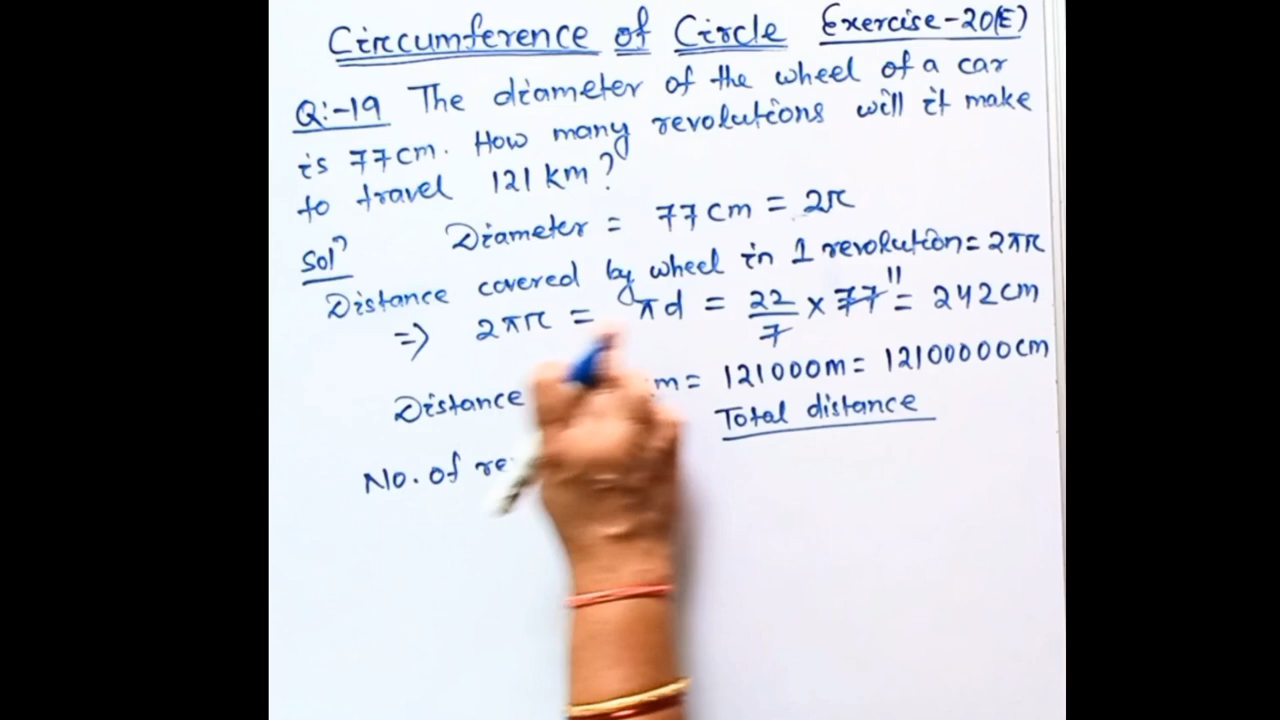 Circumference of Circle Exercise-20(E)
Q:-19 The diameter of the wheel of a car
is 77cm. How many revolutions will it make
to travel 121 km?
Sol? Diameter = 77cm = 2r
Distance covered by wheel in 1 revolution = 2πr
=> 2πr = πd = 22/7 × 77 11 = 242cm
Distance m = 121000m = 12100000cm
No. of Total distance